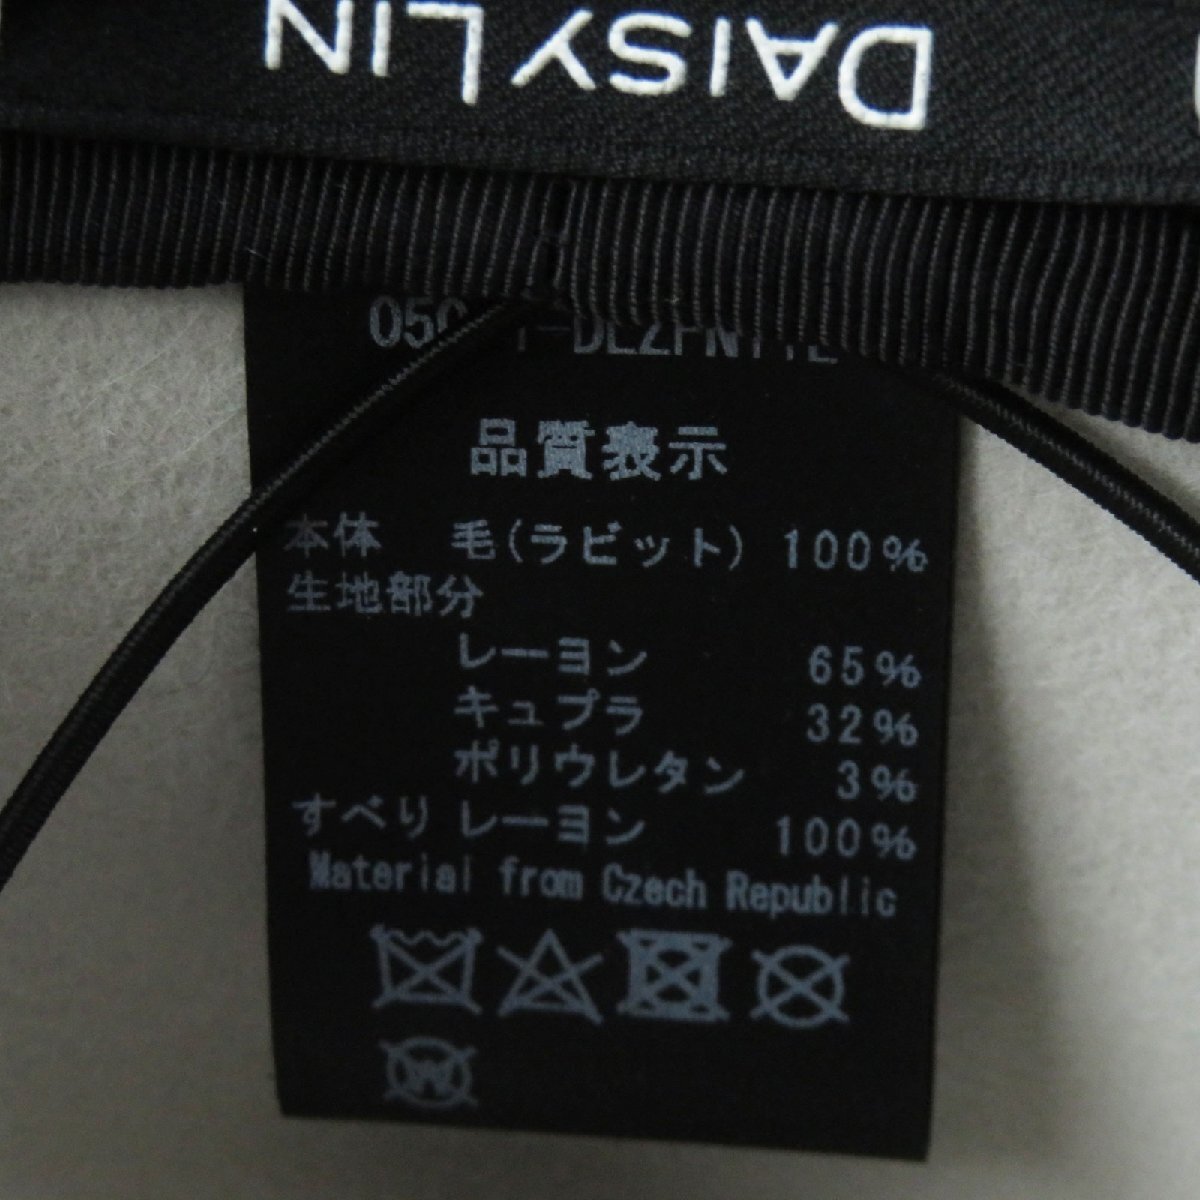 DAISY LIN
品質表示
本体 毛(ラビット) 100%
生地部分
レーヨン 65%
キュプラ 32%
ポリウレタン 3%
すべり レーヨン 100%
Material from Czech Republic
W